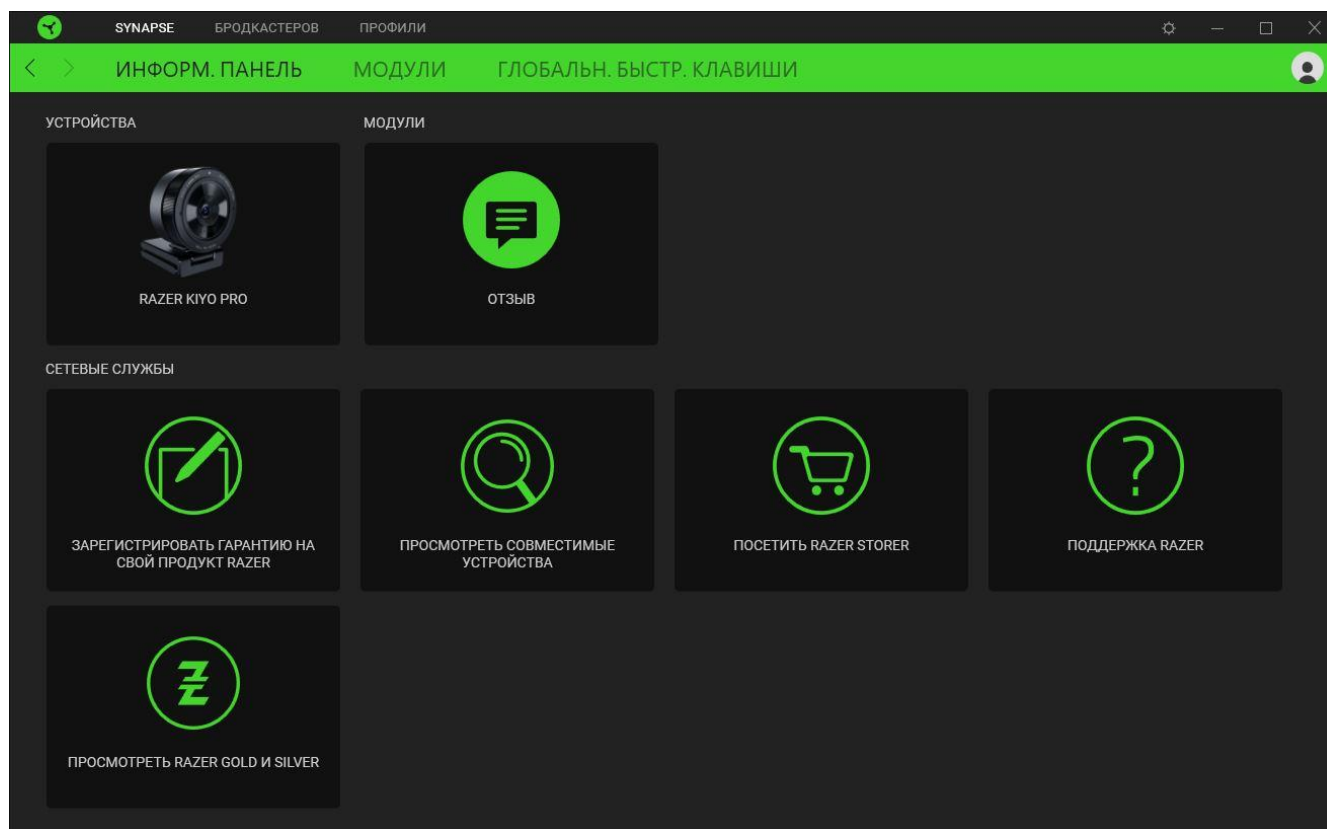 SYNAPSE БРОДКАСТЕРОВ ПРОФИЛИ
ИНФОРМ. ПАНЕЛЬ МОДУЛИ ГЛОБАЛЬН. БЫСТР. КЛАВИШИ
УСТРОЙСТВА МОДУЛИ
RAZER KIYO PRO ОТЗЫВ
СЕТЕВЫЕ СЛУЖБЫ
ЗАРЕГИСТРИРОВАТЬ ГАРАНТИЮ НА
СВОЙ ПРОДУКТ RAZER
ПРОСМОТРЕТЬ СОВМЕСТИМЫЕ
УСТРОЙСТВА
ПОСЕТИТЬ RAZER STORER
ПОДДЕРЖКА RAZER
ПРОСМОТРЕТЬ RAZER GOLD И SILVER